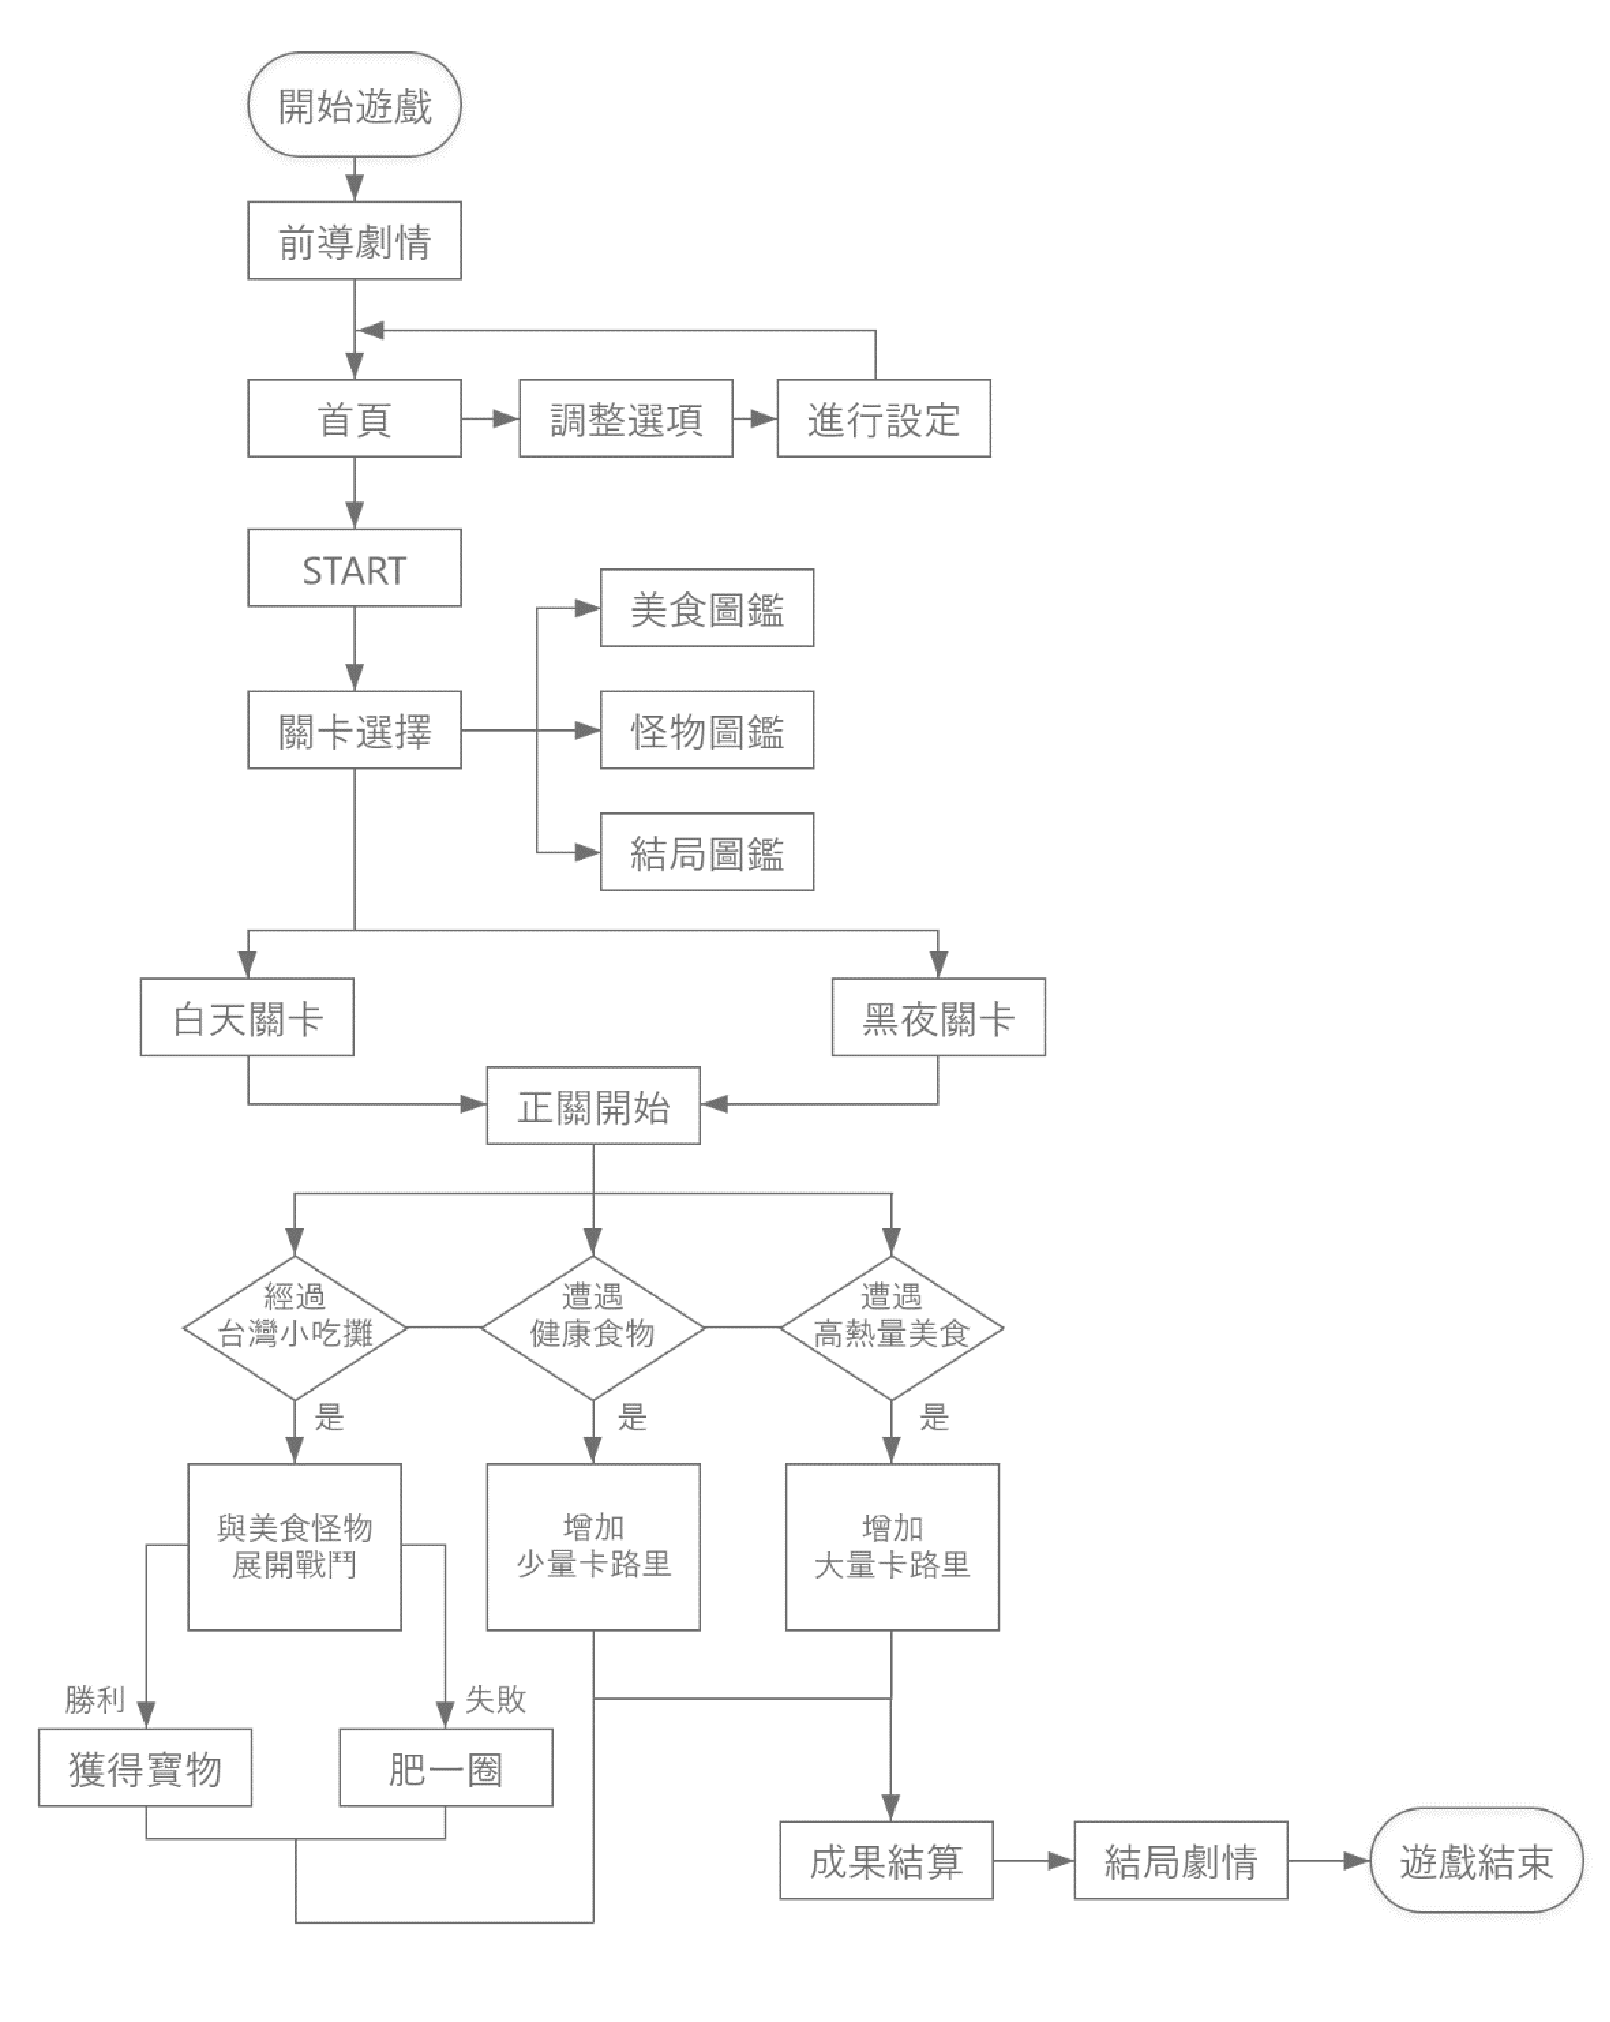 開始遊戲
前導劇情
首頁
調整選項
進行設定
START
美食圖鑑
關卡選擇
怪物圖鑑
結局圖鑑
白天關卡
黑夜關卡
正關開始
經過
台灣小吃攤
遭遇
健康食物
遭遇
高熱量美食
是
是
是
與美食怪物
展開戰鬥
增加
少量卡路里
增加
大量卡路里
勝利
失敗
獲得寶物
肥一圈
成果結算
結局劇情
遊戲結束